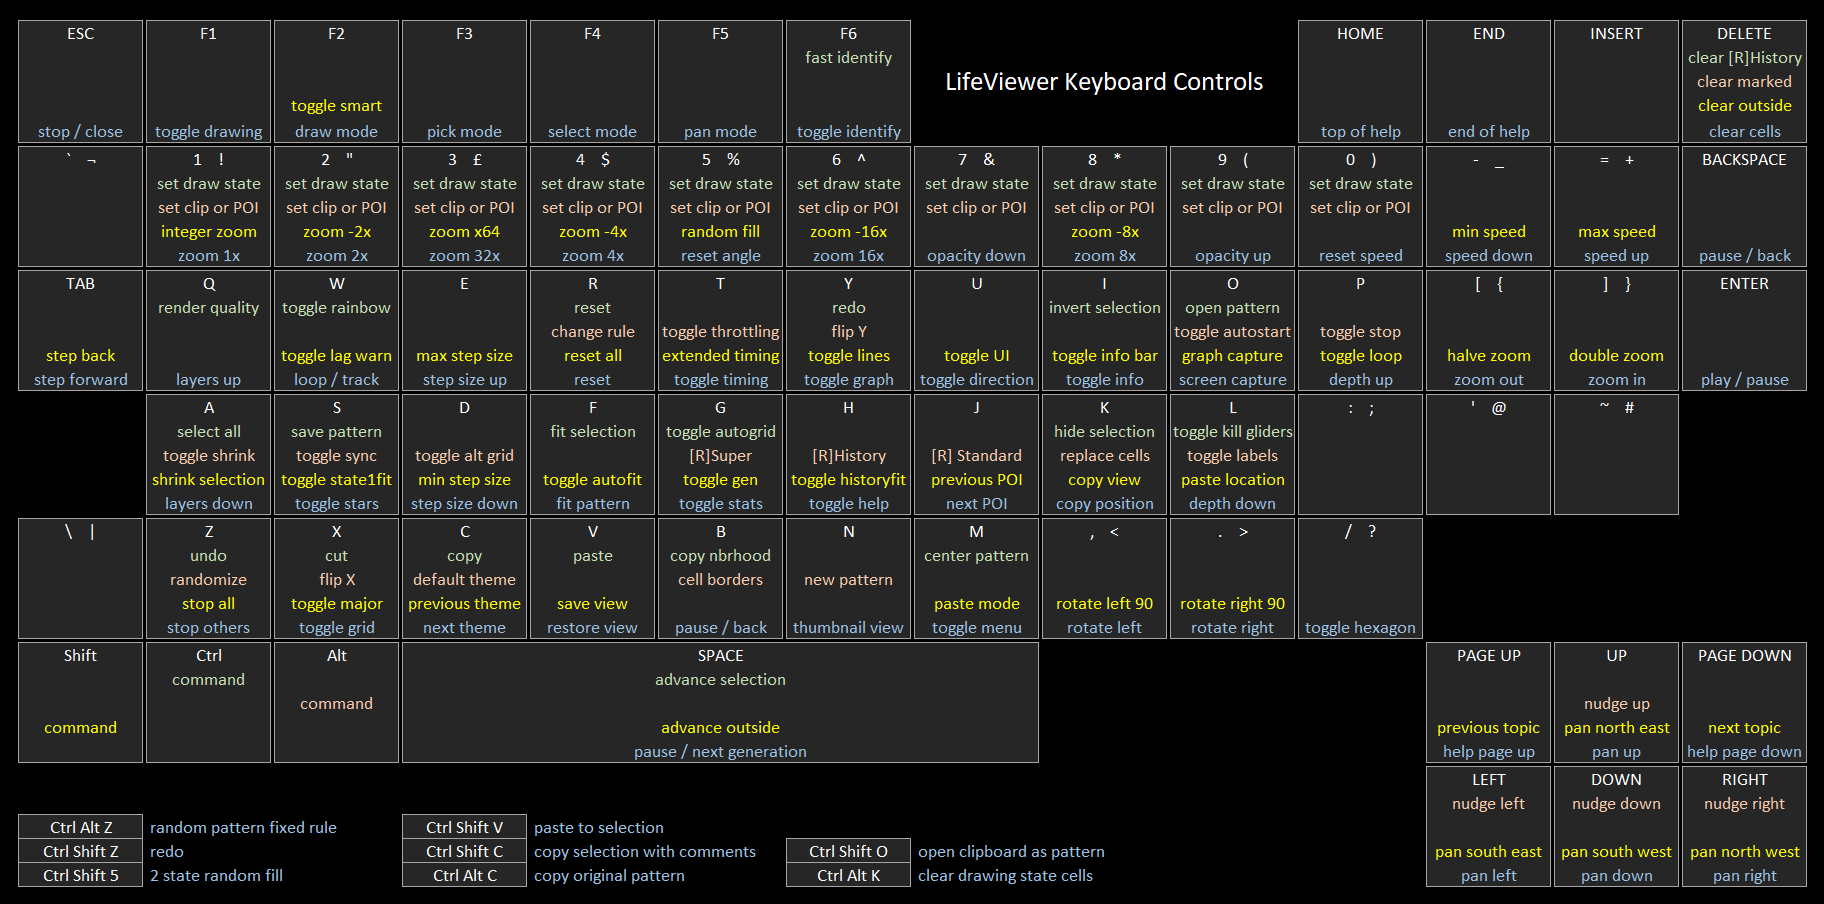 ESC
stop / close
F1
toggle drawing
F2
toggle smart
draw mode
F3
pick mode
F4
select mode
F5
pan mode
F6
fast identify
toggle identify
LifeViewer Keyboard Controls
HOME
top of help
END
end of help
INSERT
DELETE
clear [R]History
clear marked
clear outside
clear cells
` ¬
1 !
set draw state
set clip or POI
integer zoom
zoom 1x
2 "
set draw state
set clip or POI
zoom -2x
zoom 2x
3 £
set draw state
set clip or POI
zoom x64
zoom 32x
4 $
set draw state
set clip or POI
zoom -4x
zoom 4x
5 %
set draw state
set clip or POI
random fill
reset angle
6 ^
set draw state
set clip or POI
zoom -16x
zoom 16x
7 &
set draw state
set clip or POI
opacity down
8 *
set draw state
set clip or POI
zoom -8x
zoom 8x
9 (
set draw state
set clip or POI
opacity up
0 )
set draw state
set clip or POI
reset speed
- _
min speed
speed down
= +
max speed
speed up
BACKSPACE
pause / back
TAB
step back
step forward
Q
render quality
layers up
W
toggle rainbow
toggle lag warn
loop / track
E
max step size
step size up
R
reset
change rule
reset all
reset
T
toggle throttling
extended timing
toggle timing
Y
redo
flip Y
toggle lines
toggle graph
U
toggle UI
toggle direction
I
invert selection
toggle info bar
toggle info
O
open pattern
toggle autostart
graph capture
screen capture
P
toggle stop
toggle loop
depth up
[ {
halve zoom
zoom out
] }
double zoom
zoom in
ENTER
play / pause
A
select all
toggle shrink
shrink selection
layers down
S
save pattern
toggle sync
toggle state1fit
toggle stars
D
toggle alt grid
min step size
step size down
F
fit selection
toggle autofit
fit pattern
G
toggle autogrid
[R]Super
toggle gen
toggle stats
H
[R]History
toggle historyfit
toggle help
J
[R] Standard
previous POI
next POI
K
hide selection
replace cells
copy view
copy position
L
toggle kill gliders
toggle labels
paste location
depth down
: ;
' @
~ #
\ |
Z
undo
randomize
stop all
stop others
X
cut
flip X
toggle major
toggle grid
C
copy
default theme
previous theme
next theme
V
paste
save view
restore view
B
copy nbrhood
cell borders
pause / back
N
new pattern
thumbnail view
M
center pattern
paste mode
toggle menu
, <
rotate left 90
rotate left
. >
rotate right 90
rotate right
/ ?
toggle hexagon
Shift
command
Ctrl
command
Alt
command
SPACE
advance selection
advance outside
pause / next generation
PAGE UP
previous topic
help page up
UP
nudge up
pan north east
pan up
PAGE DOWN
next topic
help page down
LEFT
nudge left
pan south east
pan left
DOWN
nudge down
pan south west
pan down
RIGHT
nudge right
pan north west
pan right
Ctrl Alt Z random pattern fixed rule
Ctrl Shift Z redo
Ctrl Shift 5 2 state random fill
Ctrl Shift V paste to selection
Ctrl Shift C copy selection with comments
Ctrl Alt C copy original pattern
Ctrl Shift O open clipboard as pattern
Ctrl Alt K clear drawing state cells